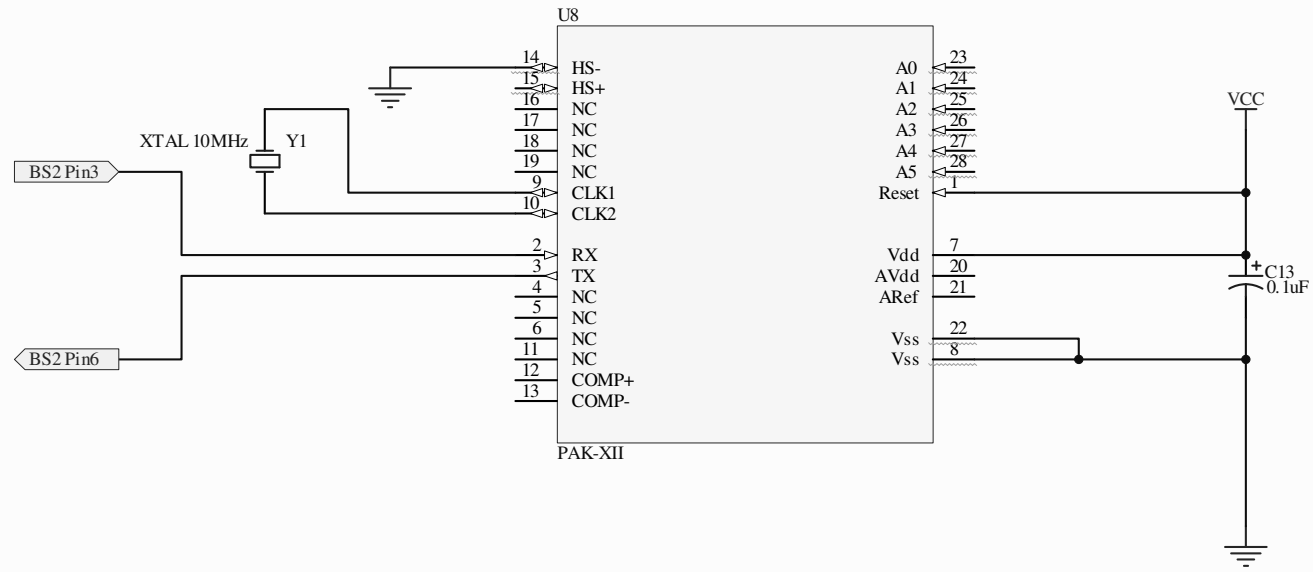 U8
14 HS- A0 23
15 HS+ A1 24
16 NC A2 25
VCC
17 NC A3 26
XTAL 10MHz Y1
18 NC A4 27
BS2 Pin3
19 NC A5 28
9 CLK1 Reset 1
10 CLK2
2 RX Vdd 7
3 TX AVdd 20
+ C13
4 NC ARef 21
0.1uF
5 NC
6 NC Vss 22
BS2 Pin6
11 NC Vss 8
12 COMP+
13 COMP-
PAK-XII